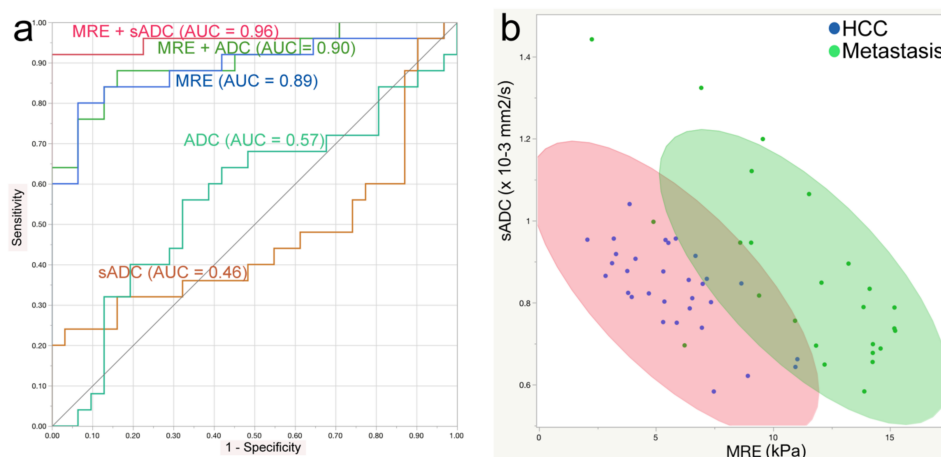 a
MRE + sADC (AUC = 0.96)
MRE + ADC (AUC = 0.90)
MRE (AUC = 0.89)
ADC (AUC = 0.57)
sADC (AUC = 0.46)
Sensitivity
1.00
0.90
0.80
0.70
0.60
0.50
0.40
0.30
0.20
0.10
0.00
0.00 0.10 0.20 0.30 0.40 0.50 0.60 0.70 0.80 0.90 1.00
1 - Specificity
b
HCC
Metastasis
sADC (x 10-3 mm2/s)
1.4
1.2
1
0.8
0.6
0 5 10 15
MRE (kPa)